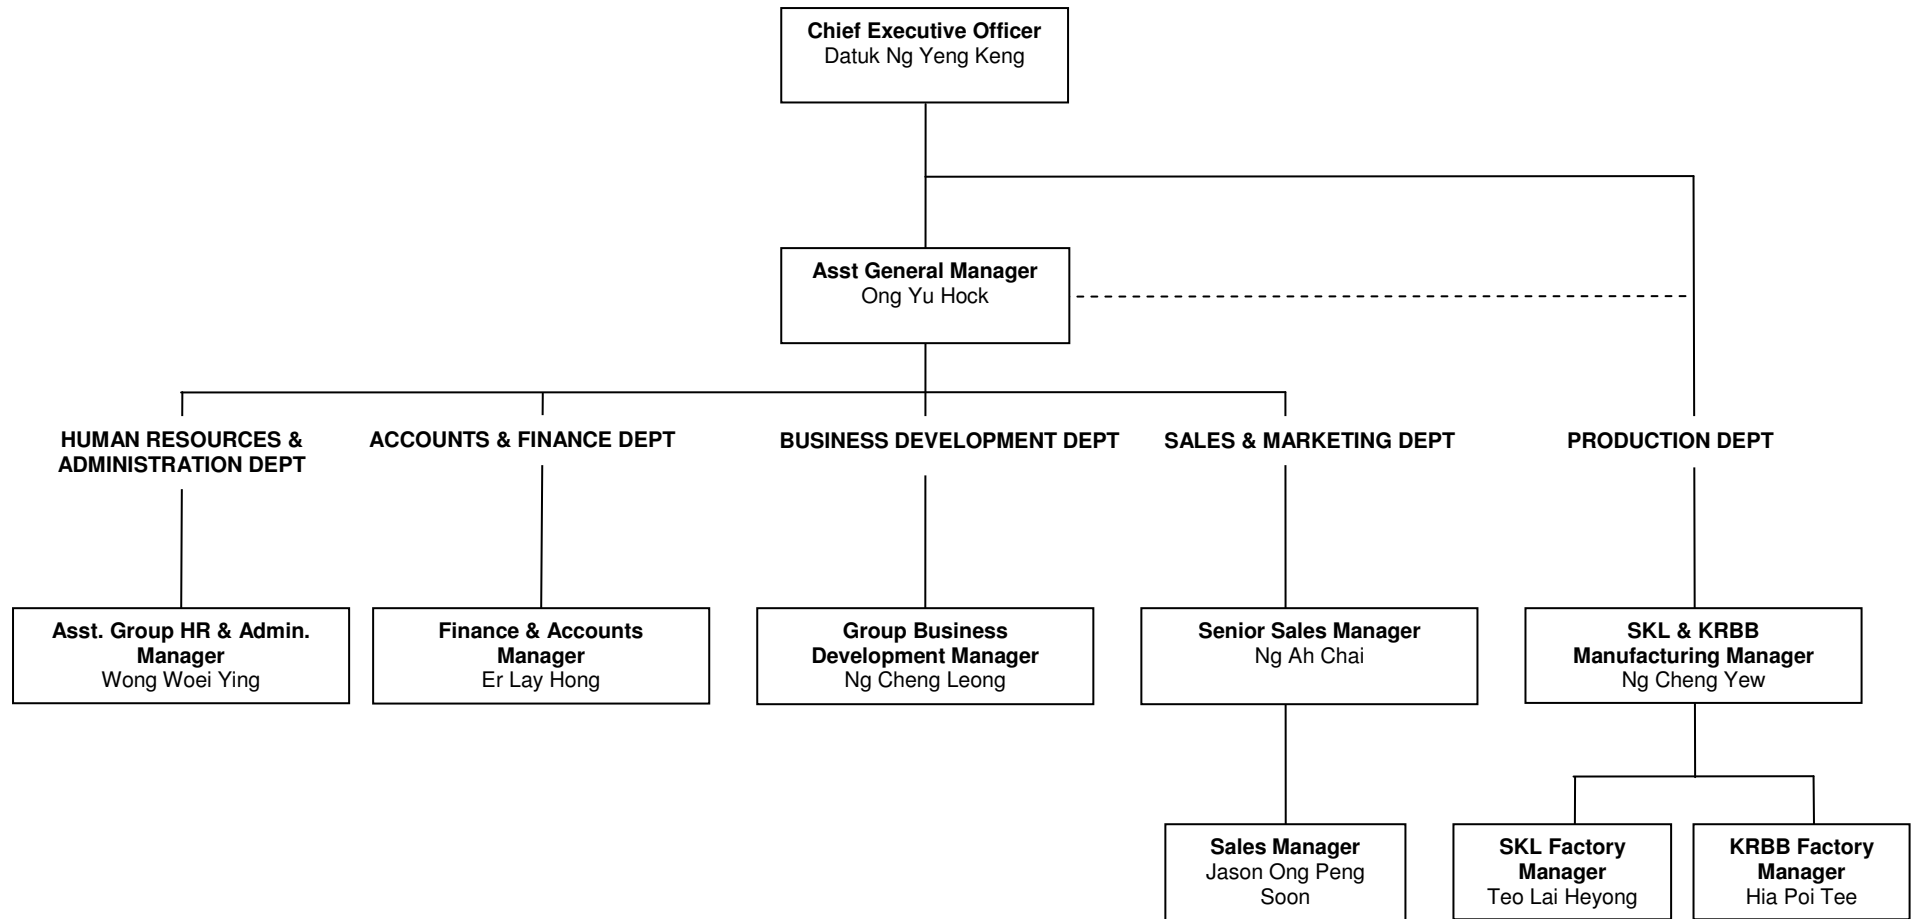 Chief Executive Officer
Datuk Ng Yeng Keng
Asst General Manager
Ong Yu Hock
HUMAN RESOURCES &
ADMINISTRATION DEPT
ACCOUNTS & FINANCE DEPT
BUSINESS DEVELOPMENT DEPT
SALES & MARKETING DEPT
PRODUCTION DEPT
Asst. Group HR & Admin.
Manager
Wong Woei Ying
Finance & Accounts
Manager
Er Lay Hong
Group Business
Development Manager
Ng Cheng Leong
Senior Sales Manager
Ng Ah Chai
SKL & KRBB
Manufacturing Manager
Ng Cheng Yew
Sales Manager
Jason Ong Peng
Soon
SKL Factory
Manager
Teo Lai Heyong
KRBB Factory
Manager
Hia Poi Tee